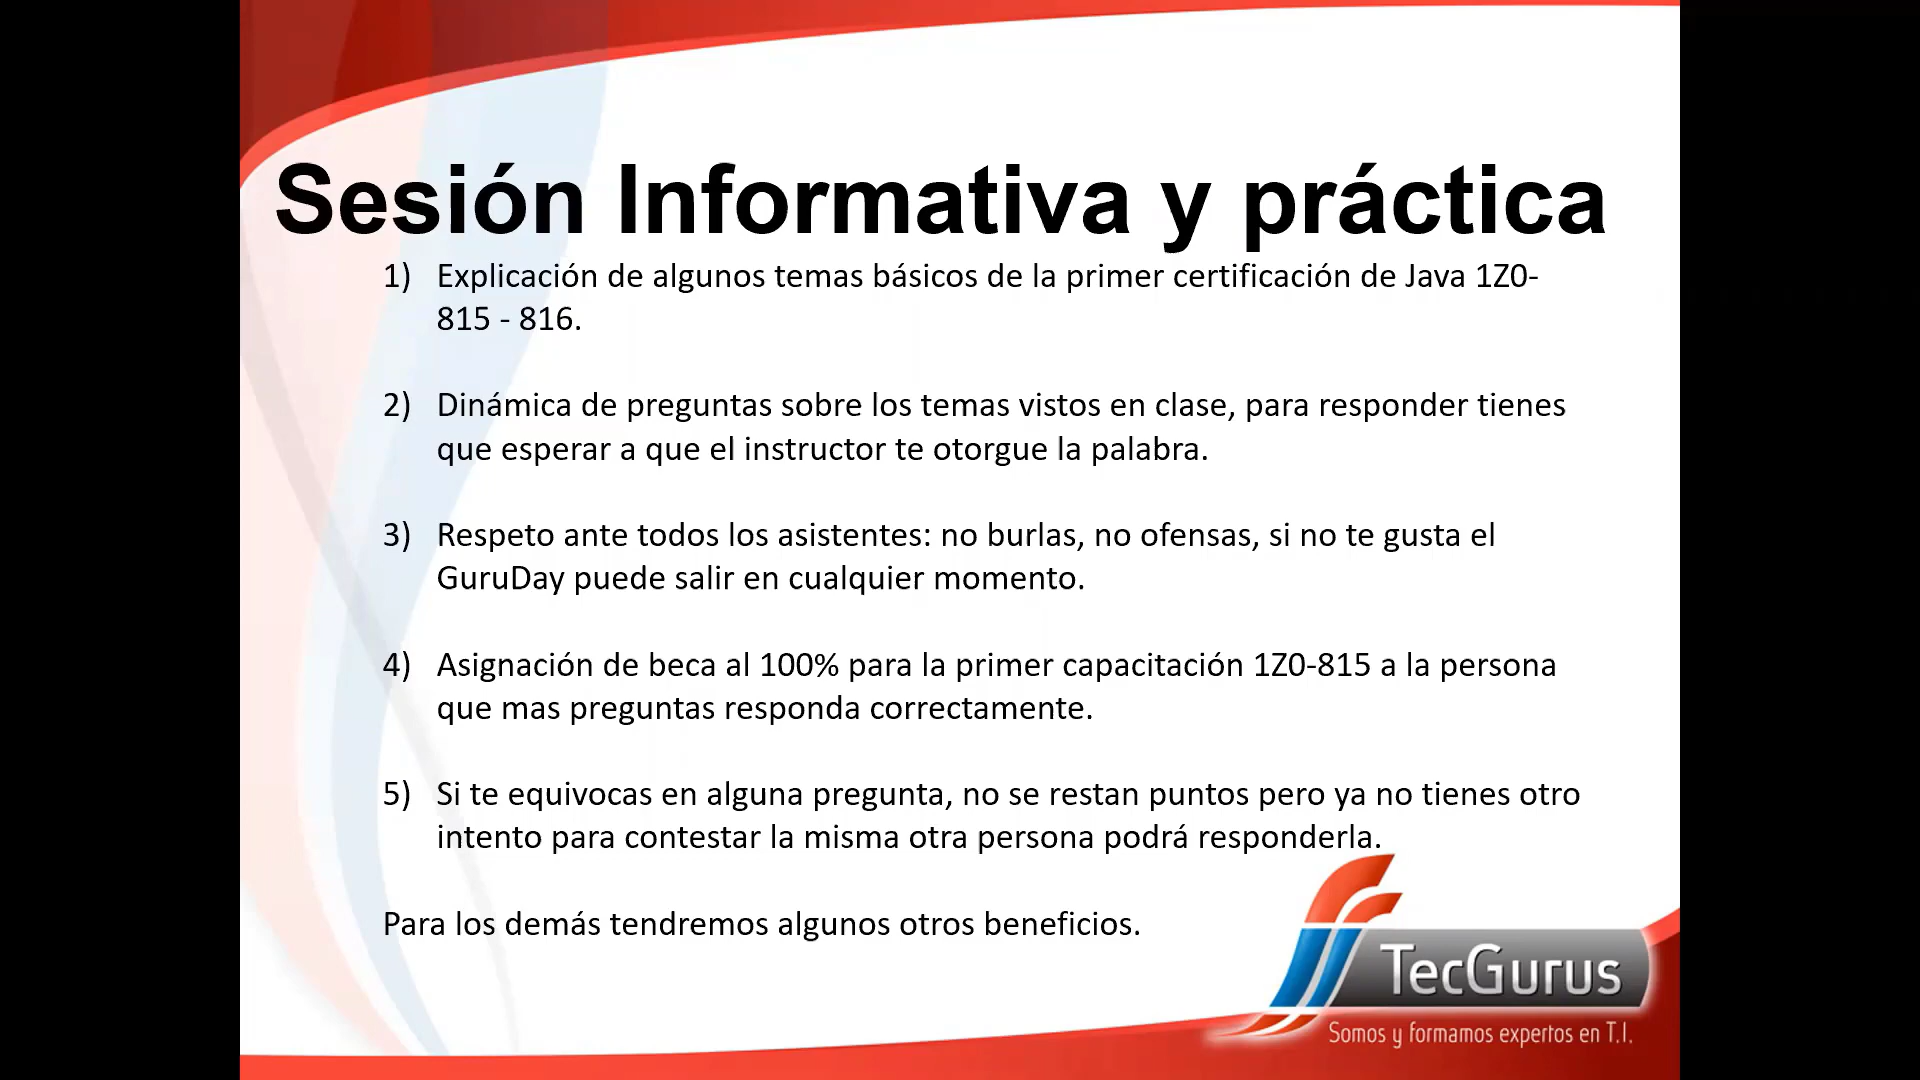 Sesión Informativa y práctica
1) Explicación de algunos temas básicos de la primer certificación de Java 1Z0-
815 - 816.
2) Dinámica de preguntas sobre los temas vistos en clase, para responder tienes
que esperar a que el instructor te otorgue la palabra.
3) Respeto ante todos los asistentes: no burlas, no ofensas, si no te gusta el
GuruDay puede salir en cualquier momento.
4) Asignación de beca al 100% para la primer capacitación 1Z0-815 a la persona
que mas preguntas responda correctamente.
5) Si te equivocas en alguna pregunta, no se restan puntos pero ya no tienes otro
intento para contestar la misma otra persona podrá responderla.
Para los demás tendremos algunos otros beneficios.
TecGurus
Somos y formamos expertos en T.I.